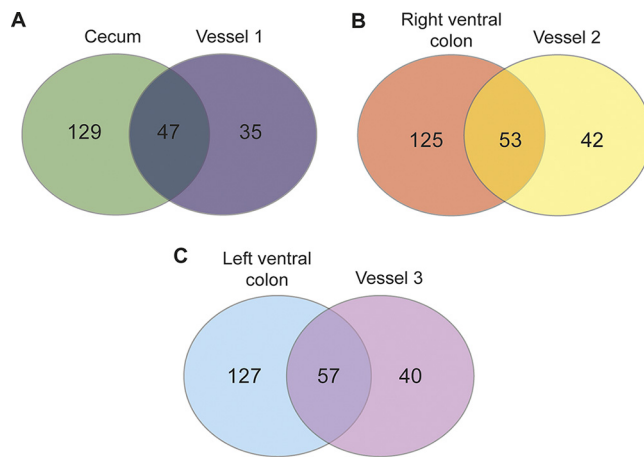 A
Cecum
Vessel 1
129
47
35
B
Right ventral
colon
Vessel 2
125
53
42
C
Left ventral
colon
Vessel 3
127
57
40